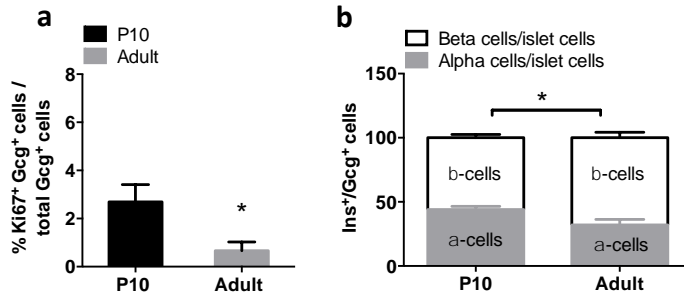 a
P10
Adult
% Ki67⁺ Gcg⁺ cells /
total Gcg⁺ cells
8
6
4
2
0
*
P10
Adult
b
Beta cells/islet cells
Alpha cells/islet cells
Ins⁺/Gcg⁺ cells
150
100
50
0
*
b-cells
b-cells
a-cells
a-cells
P10
Adult